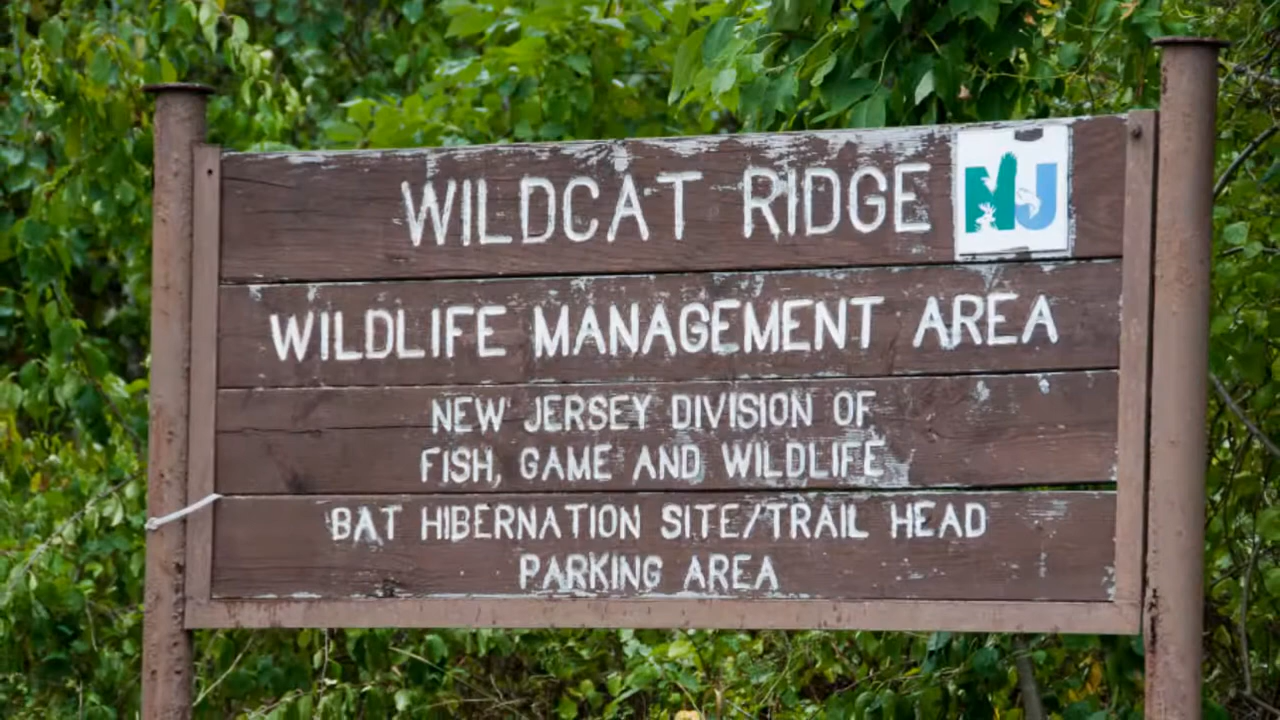 WILDCAT RIDGE
NJ
WILDLIFE MANAGEMENT AREA
NEW JERSEY DIVISION OF
FISH, GAME AND WILDLIFE
BAT HIBERNATION SITE/TRAIL HEAD
PARKING AREA